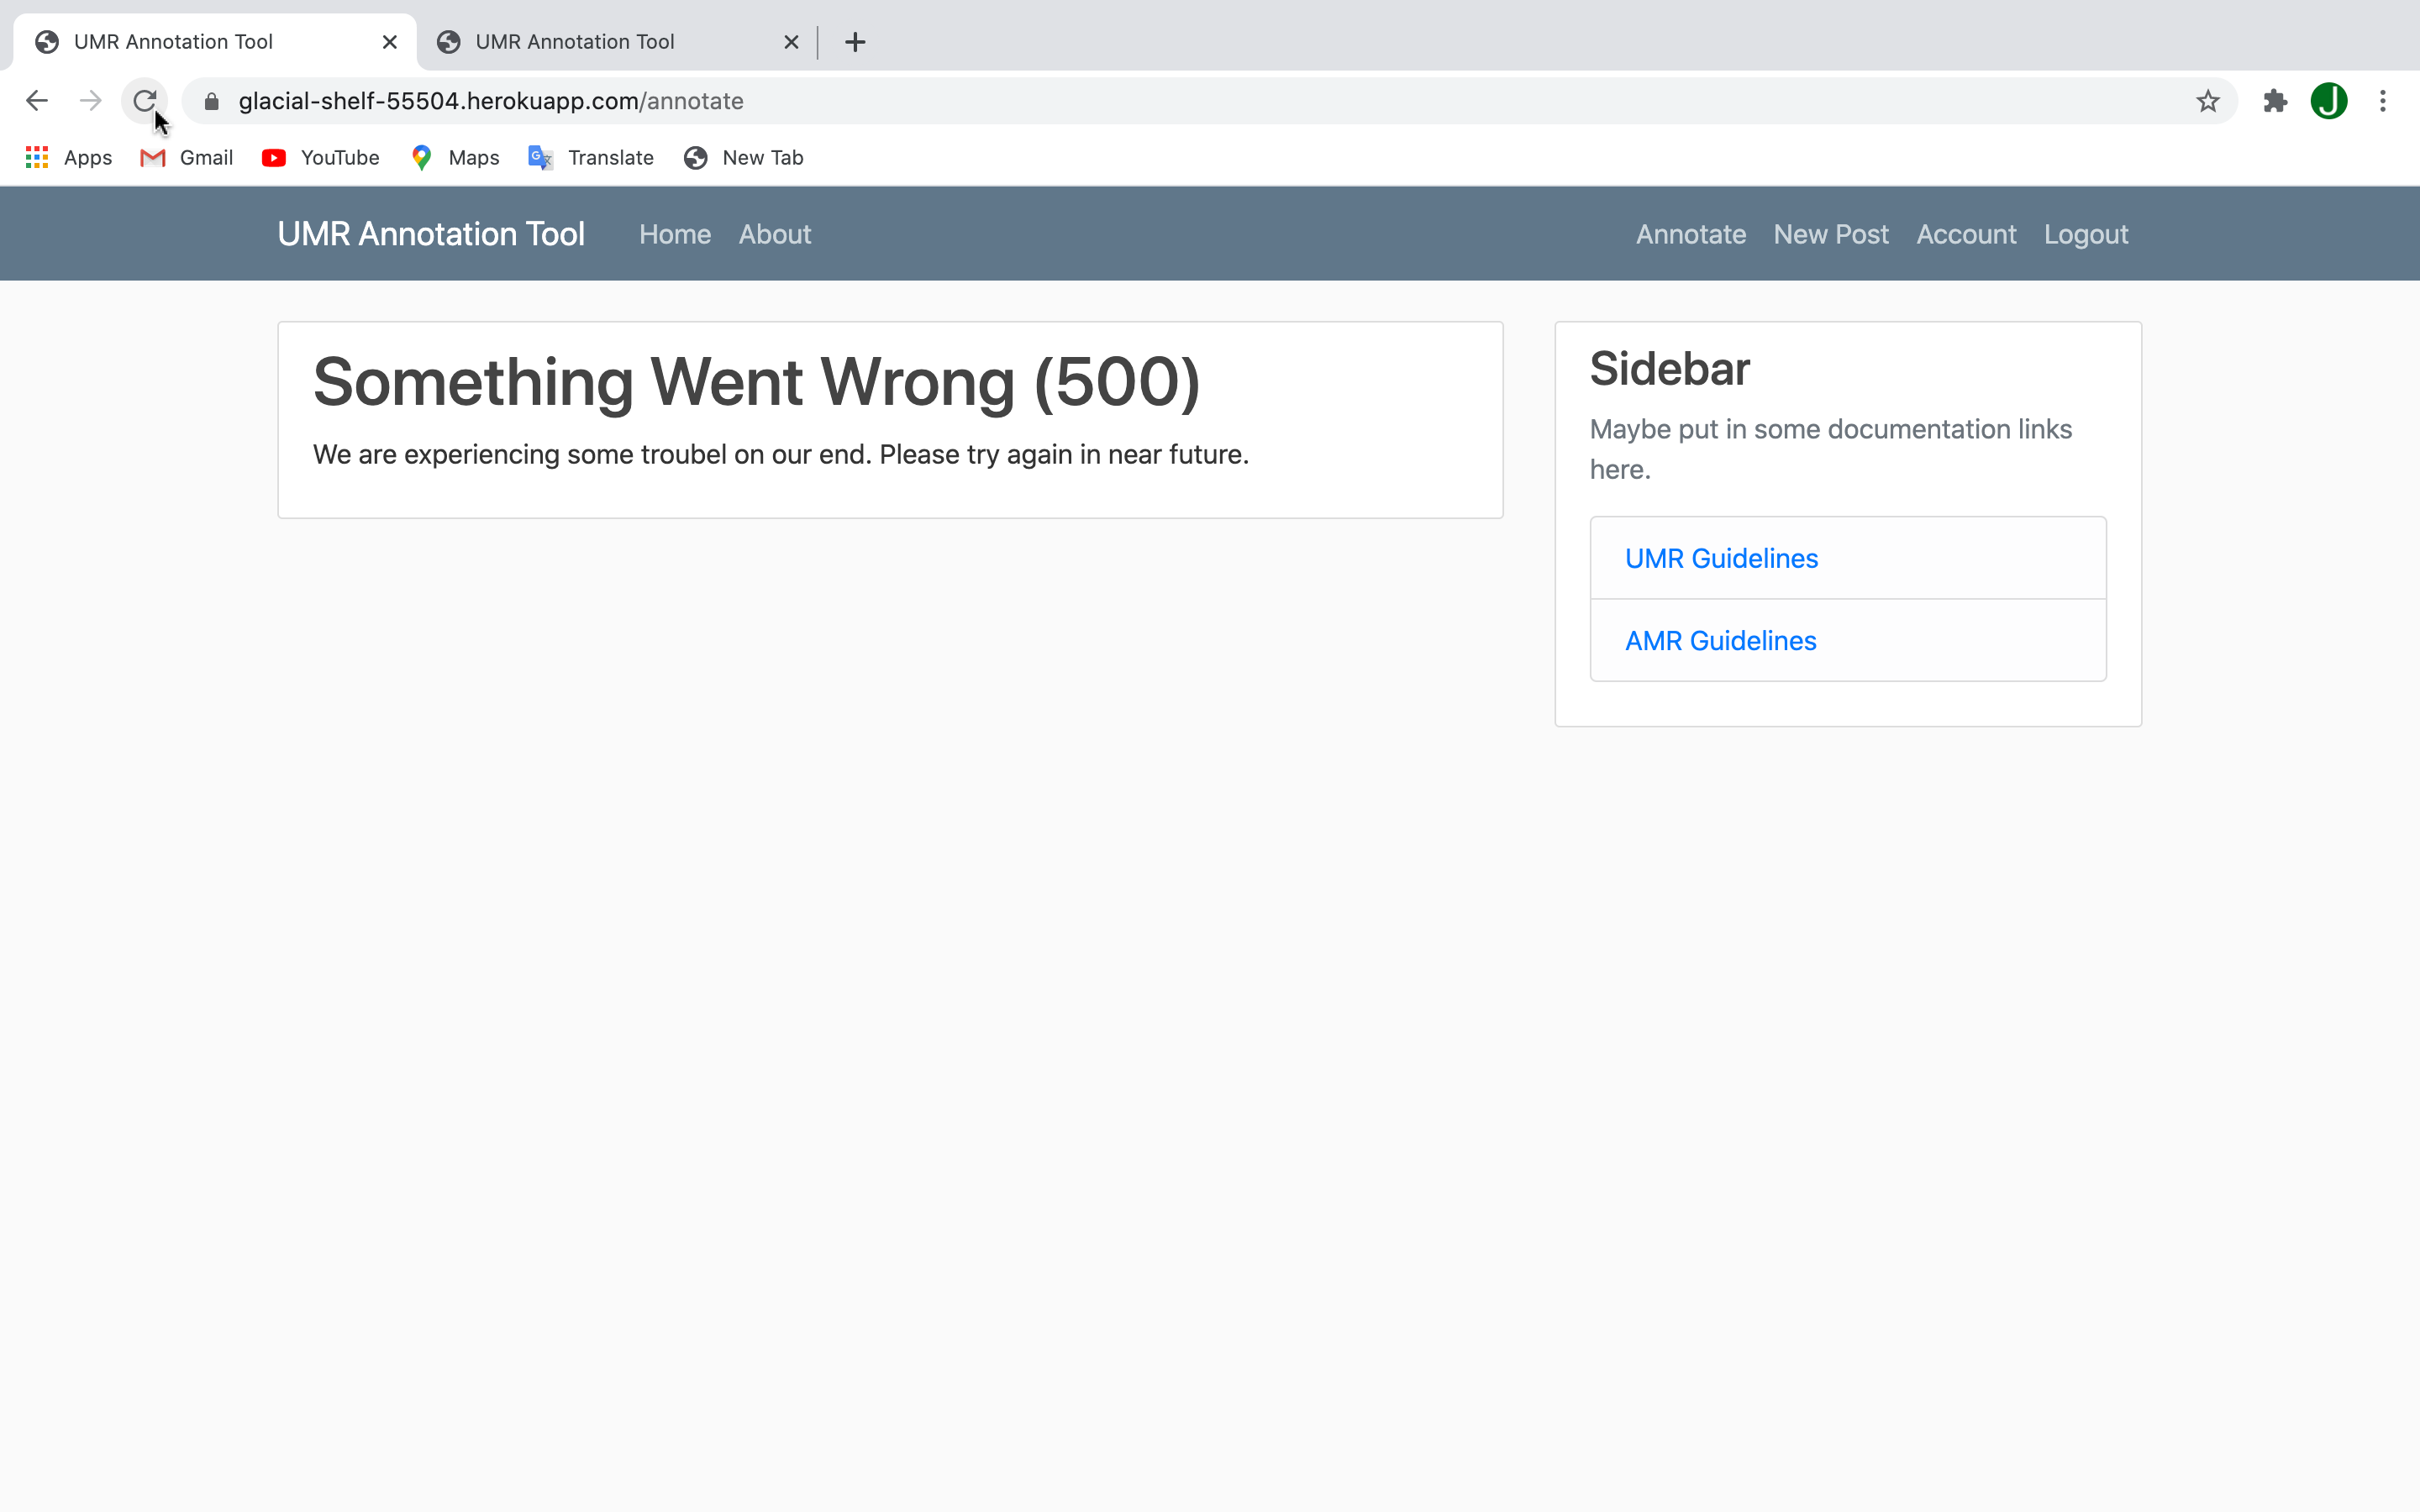 UMR Annotation Tool
UMR Annotation Tool
glacial-shelf-55504.herokuapp.com/annotate
J
Apps Gmail YouTube Maps Translate New Tab
UMR Annotation Tool Home About Annotate New Post Account Logout
Something Went Wrong (500)
We are experiencing some troubel on our end. Please try again in near future.
Sidebar
Maybe put in some documentation links
here.
UMR Guidelines
AMR Guidelines